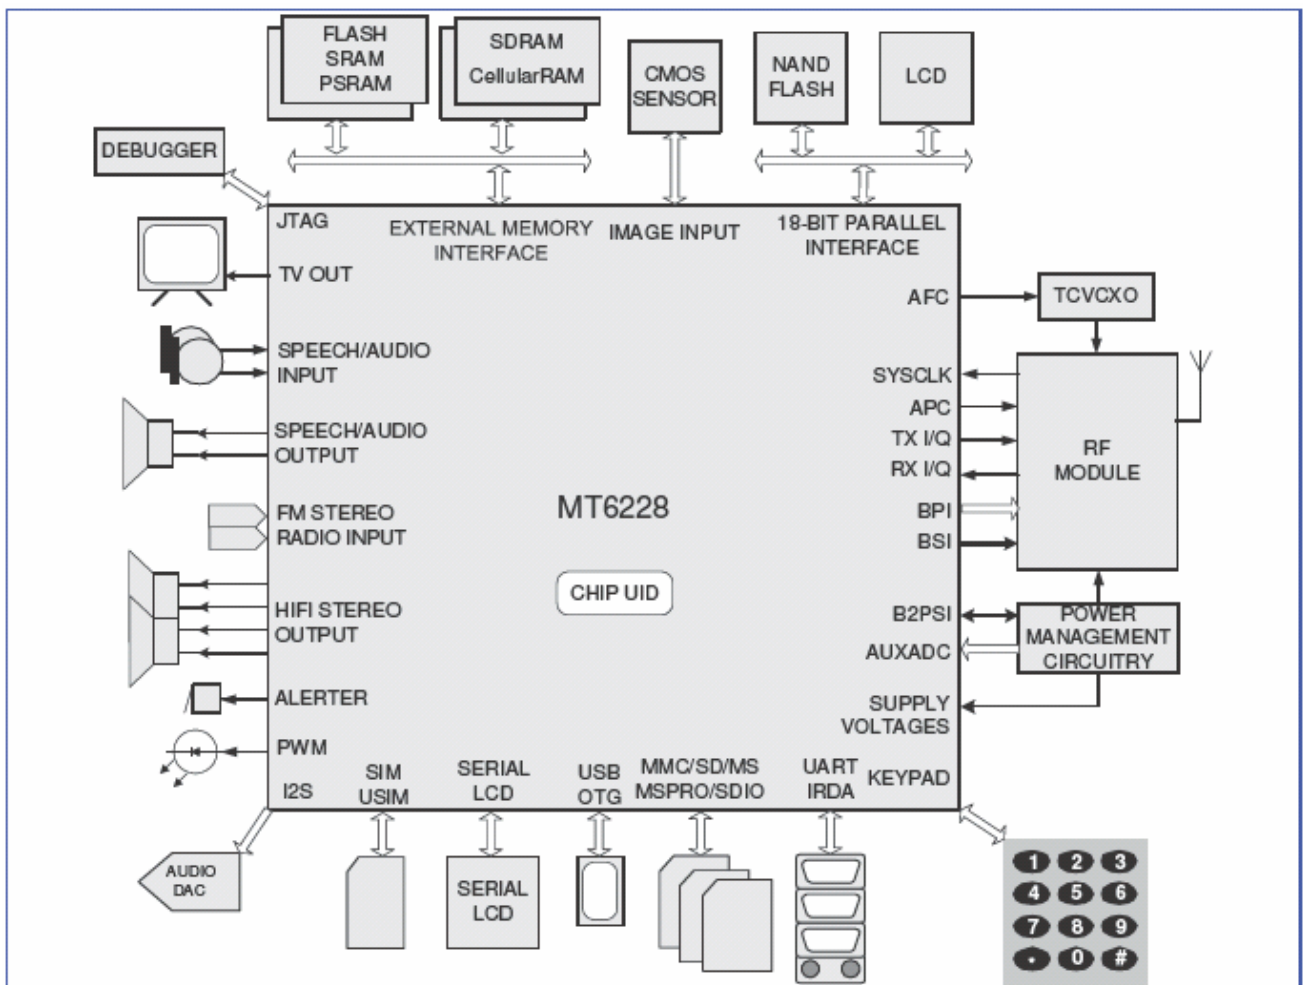 FLASH
SRAM
PSRAM
SDRAM
CellularRAM
CMOS
SENSOR
NAND
FLASH
LCD
DEBUGGER
JTAG
EXTERNAL MEMORY
INTERFACE
IMAGE INPUT
18-BIT PARALLEL
INTERFACE
TV OUT
AFC
TCVCXO
SPEECH/AUDIO
INPUT
SYSCLK
APC
TX I/Q
RX I/Q
RF
MODULE
SPEECH/AUDIO
OUTPUT
FM STEREO
RADIO INPUT
MT6228
BPI
BSI
CHIP UID
HIFI STEREO
OUTPUT
B2PSI
AUXADC
POWER
MANAGEMENT
CIRCUITRY
ALERTER
SUPPLY
VOLTAGES
PWM
I2S
SIM
USIM
SERIAL
LCD
USB
OTG
MMC/SD/MS
MSPRO/SDIO
UART
IRDA
KEYPAD
AUDIO
DAC
SERIAL
LCD
1 2 3
4 5 6
7 8 9
* 0 #